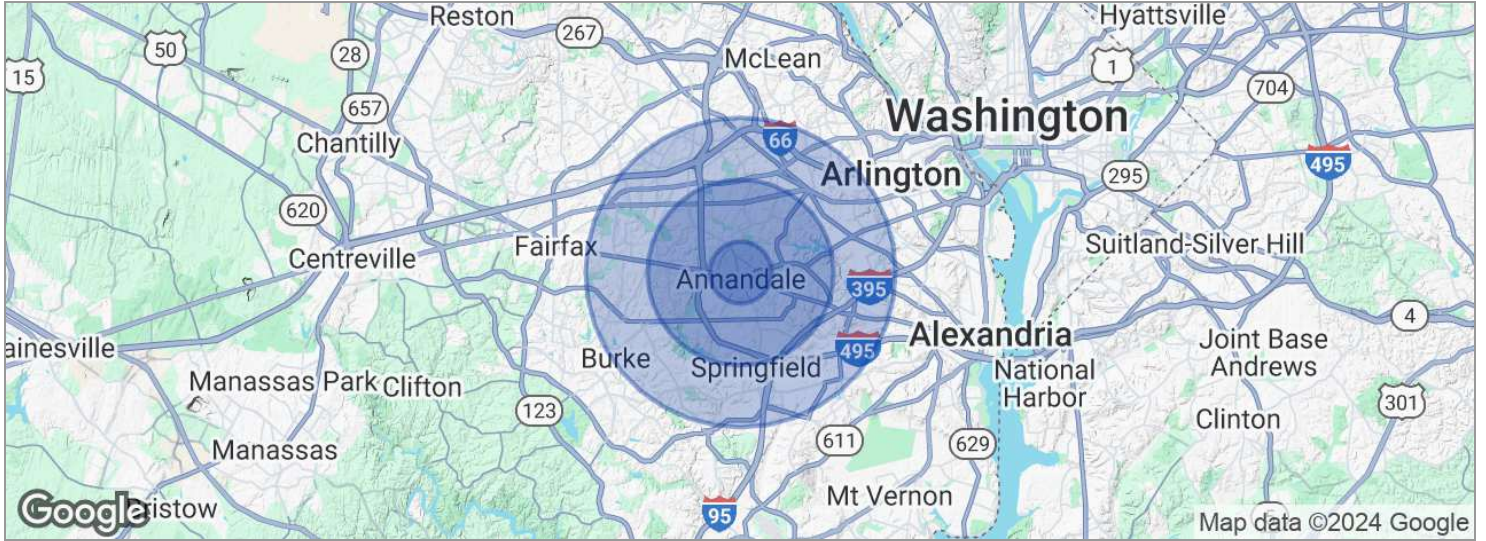 Reston
Hyattsville
50
28
267
McLean
1
15
704
657
Washington
Chantilly
66
495
Arlington
295
620
Fairfax
Suitland-Silver Hill
Centreville
Annandale
395
4
ainesville
Burke
Springfield
495
Alexandria
Joint Base
Andrews
National
Harbor
Manassas Park
Clifton
123
301
Clinton
Manassas
611
629
Mt Vernon
95
Google
Bristow
Map data ©2024 Google